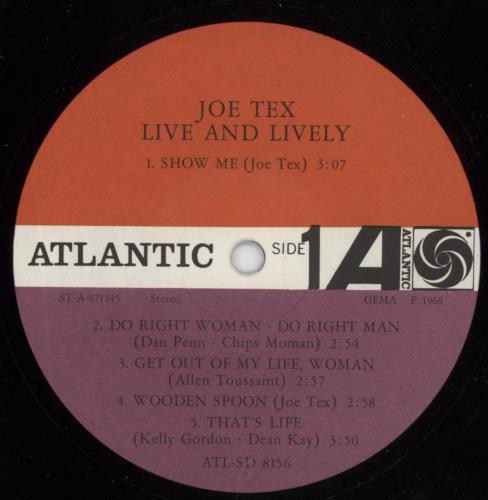 JOE TEX
LIVE AND LIVELY
1. SHOW ME (Joe Tex) 3:07
ATLANTIC
SIDE 1
A
ATLANTIC
ST-A-671145 Stereo GEMA P. 1968
2. DO RIGHT WOMAN - DO RIGHT MAN
(Dan Penn - Chips Moman) 2:54
3. GET OUT OF MY LIFE, WOMAN
(Allen Toussaint) 2:57
4. WOODEN SPOON (Joe Tex) 2:58
5. THAT'S LIFE
(Kelly Gordon - Dean Kay) 3:50
ATL-SD 8156